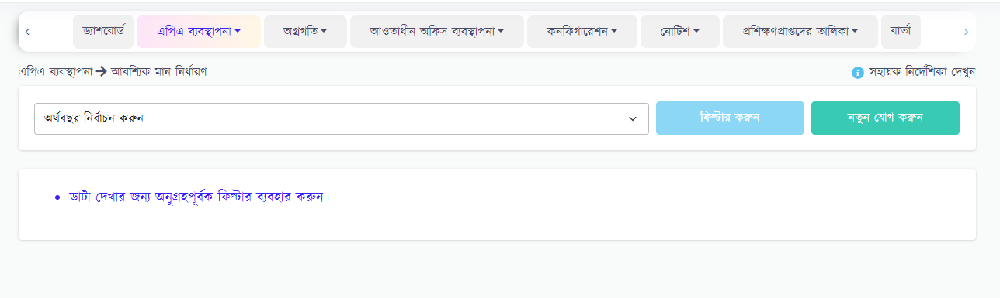 ড্যাশবোর্ড এপিএ ব্যবস্থাপনা অগ্রগতি আওতাধীন অফিস ব্যবস্থাপনা কনফিগারেশন নোটিশ প্রশিক্ষণপ্রাপ্তদের তালিকা বার্তা
এপিএ ব্যবস্থাপনা → আবশ্যিক মান নির্ধারণ সহায়ক নির্দেশিকা দেখুন
অর্থবছর নির্বাচন করুন ফিল্টার করুন নতুন যোগ করুন
• ডাটা দেখার জন্য অনুগ্রহপূর্বক ফিল্টার ব্যবহার করুন।